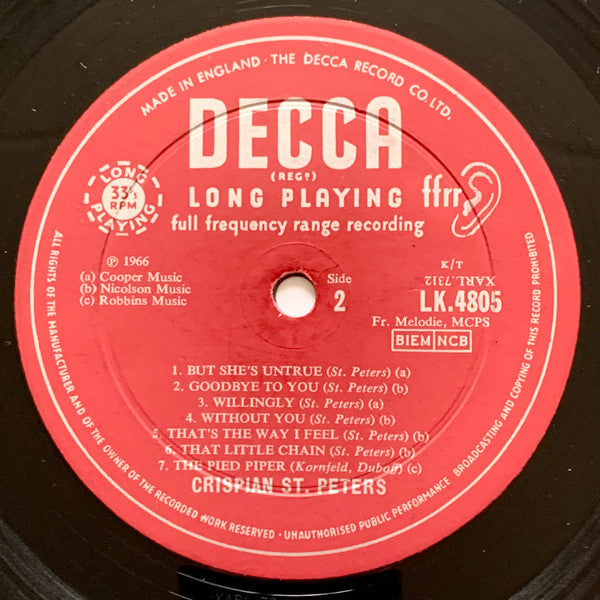 MADE IN ENGLAND · THE DECCA RECORD CO, LTD.
DECCA
(REGD)
LONG PLAYING
full frequency range recording
LONG PLAYING
33⅓
RPM
ffrr
℗ 1966
(a) Cooper Music
(b) Nicolson Music
(c) Robbins Music
Side
2
K/T
XARL.7312
LK.4805
Fr. Melodie, MCPS
BIEM NCB
1. BUT SHE'S UNTRUE (St. Peters) (a)
2. GOODBYE TO YOU (St. Peters) (b)
3. WILLINGLY (St. Peters) (a)
4. WITHOUT YOU (St. Peters) (b)
5. THAT'S THE WAY I FEEL (St. Peters) (b)
6. THAT LITTLE CHAIN (St. Peters) (b)
7. THE PIED PIPER (Kornfeld, Duboff) (c)
CRISPIAN ST. PETERS
ALL RIGHTS OF THE MANUFACTURER AND OF THE OWNER OF THE RECORDED WORK RESERVED · UNAUTHORISED PUBLIC PERFORMANCE BROADCASTING AND COPYING OF THIS RECORD PROHIBITED